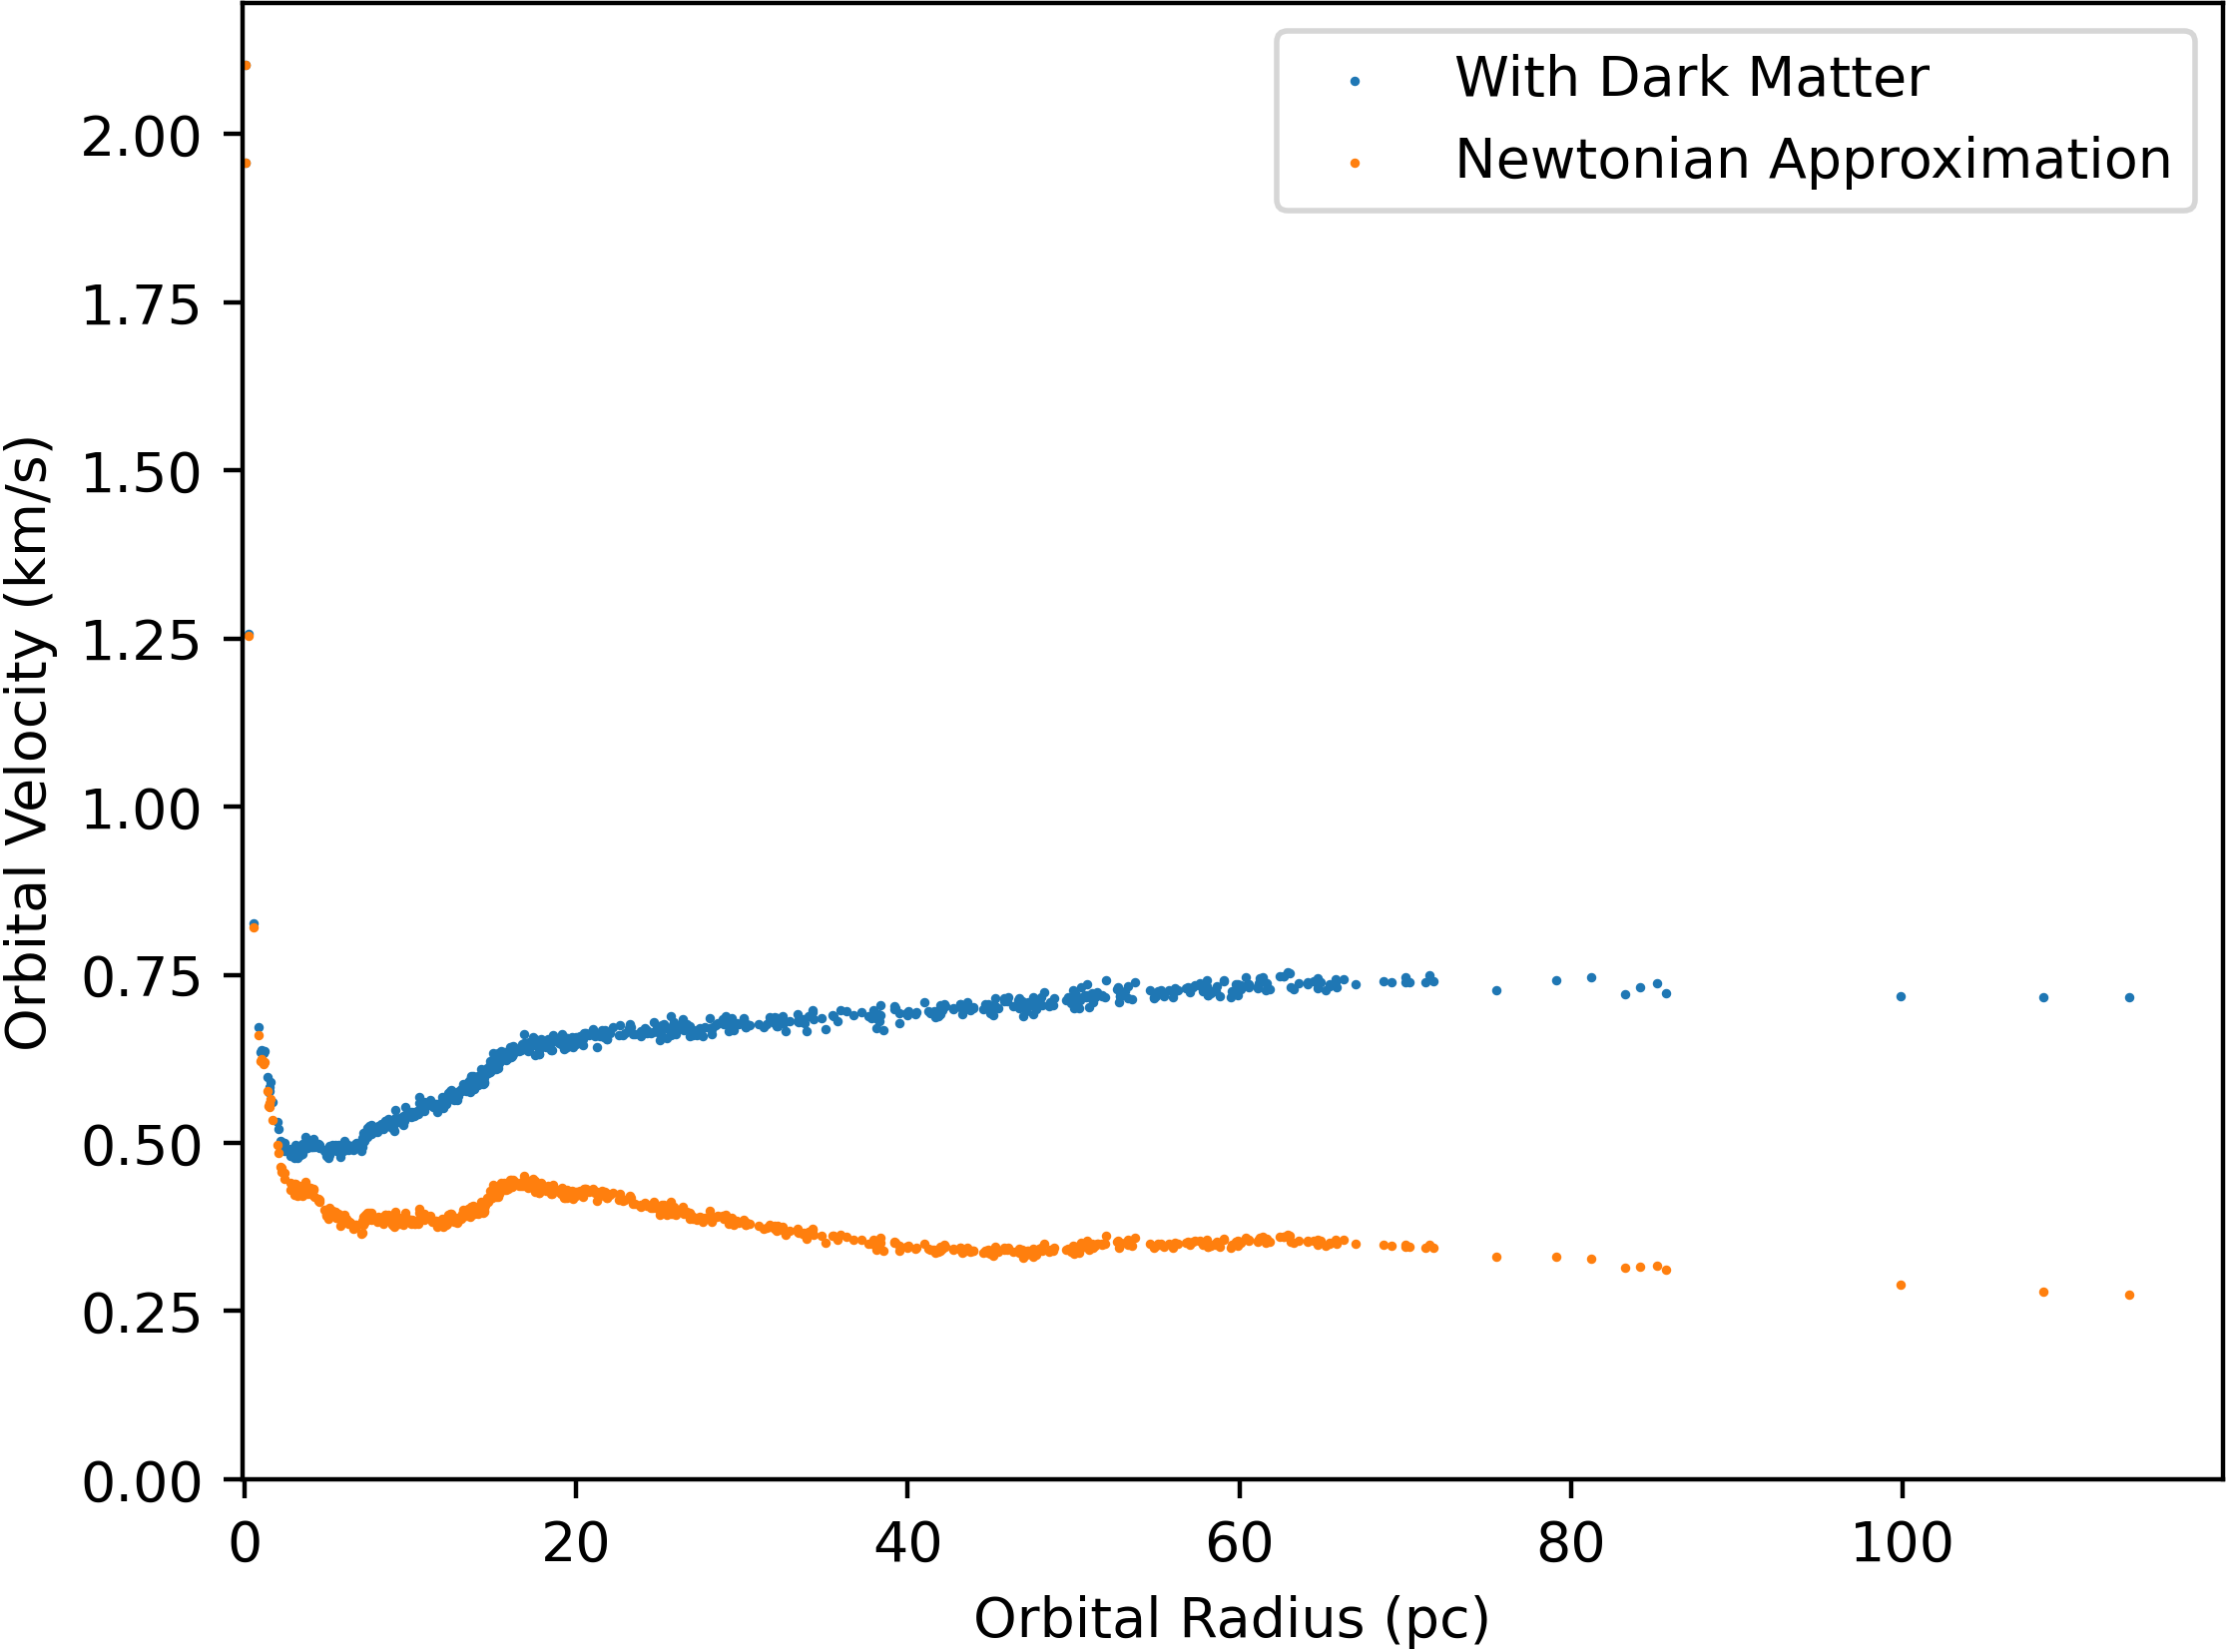 With Dark Matter
Newtonian Approximation
2.00
1.75
1.50
1.25
1.00
0.75
0.50
0.25
0.00
Orbital Velocity (km/s)
0 20 40 60 80 100
Orbital Radius (pc)